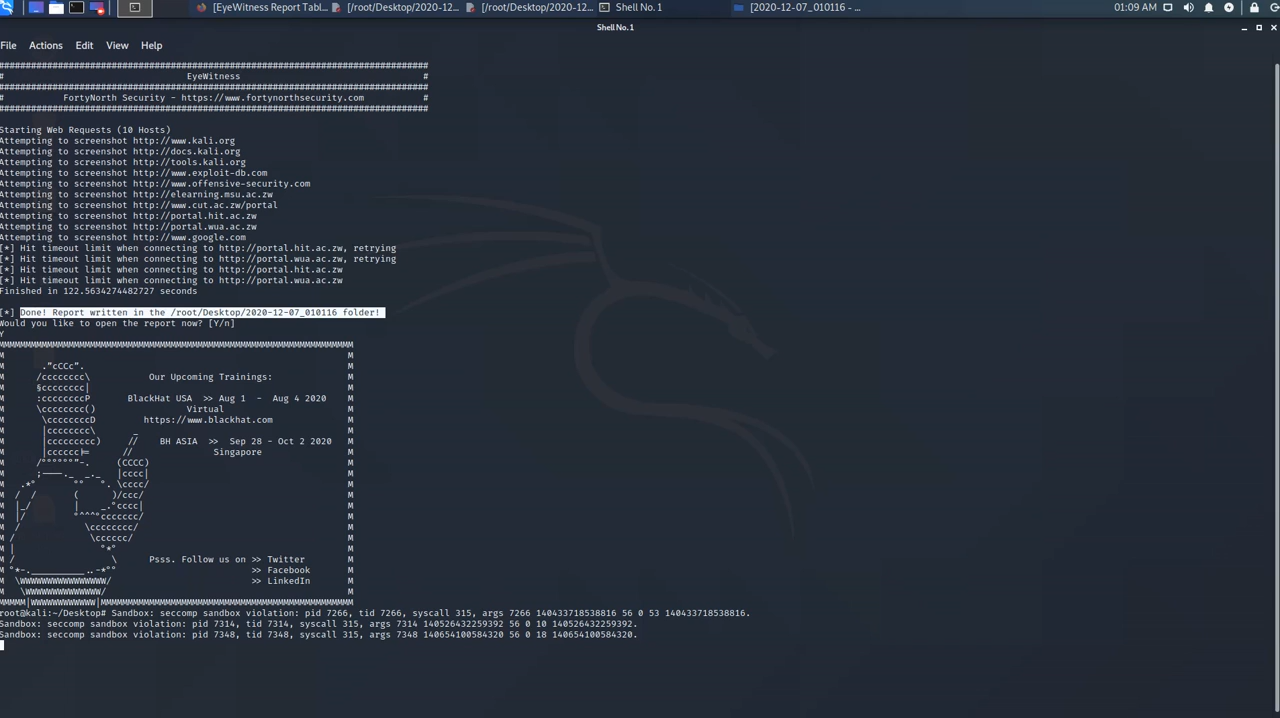 [EyeWitness Report Tabl... [/root/Desktop/2020-12... [/root/Desktop/2020-12... Shell No. 1 [2020-12-07_010116 - ... 01:09 AM
Shell No. 1
File Actions Edit View Help
################################################################################
# EyeWitness #
################################################################################
# FortyNorth Security - https://www.fortynorthsecurity.com #
################################################################################
Starting Web Requests (10 Hosts)
Attempting to screenshot http://www.kali.org
Attempting to screenshot http://docs.kali.org
Attempting to screenshot http://tools.kali.org
Attempting to screenshot http://www.exploit-db.com
Attempting to screenshot http://www.offensive-security.com
Attempting to screenshot http://elearning.msu.ac.zw
Attempting to screenshot http://www.cut.ac.zw/portal
Attempting to screenshot http://portal.hit.ac.zw
Attempting to screenshot http://portal.wua.ac.zw
Attempting to screenshot http://www.google.com
[*] Hit timeout limit when connecting to http://portal.hit.ac.zw, retrying
[*] Hit timeout limit when connecting to http://portal.wua.ac.zw, retrying
[*] Hit timeout limit when connecting to http://portal.hit.ac.zw
[*] Hit timeout limit when connecting to http://portal.wua.ac.zw
Finished in 122.5634274482727 seconds
[*] Done! Report written in the /root/Desktop/2020-12-07_010116 folder!
Would you like to open the report now? [Y/n]
Y
Our Upcoming Trainings:
BlackHat USA >> Aug 1 - Aug 4 2020
Virtual
https://www.blackhat.com
BH ASIA >> Sep 28 - Oct 2 2020
Singapore
Psss. Follow us on >> Twitter
>> Facebook
>> LinkedIn
root@kali:~/Desktop# Sandbox: seccomp sandbox violation: pid 7266, tid 7266, syscall 315, args 7266 140433718538816 56 0 53 140433718538816.
Sandbox: seccomp sandbox violation: pid 7314, tid 7314, syscall 315, args 7314 140526432259392 56 0 10 140526432259392.
Sandbox: seccomp sandbox violation: pid 7348, tid 7348, syscall 315, args 7348 140654100584320 56 0 18 140654100584320.